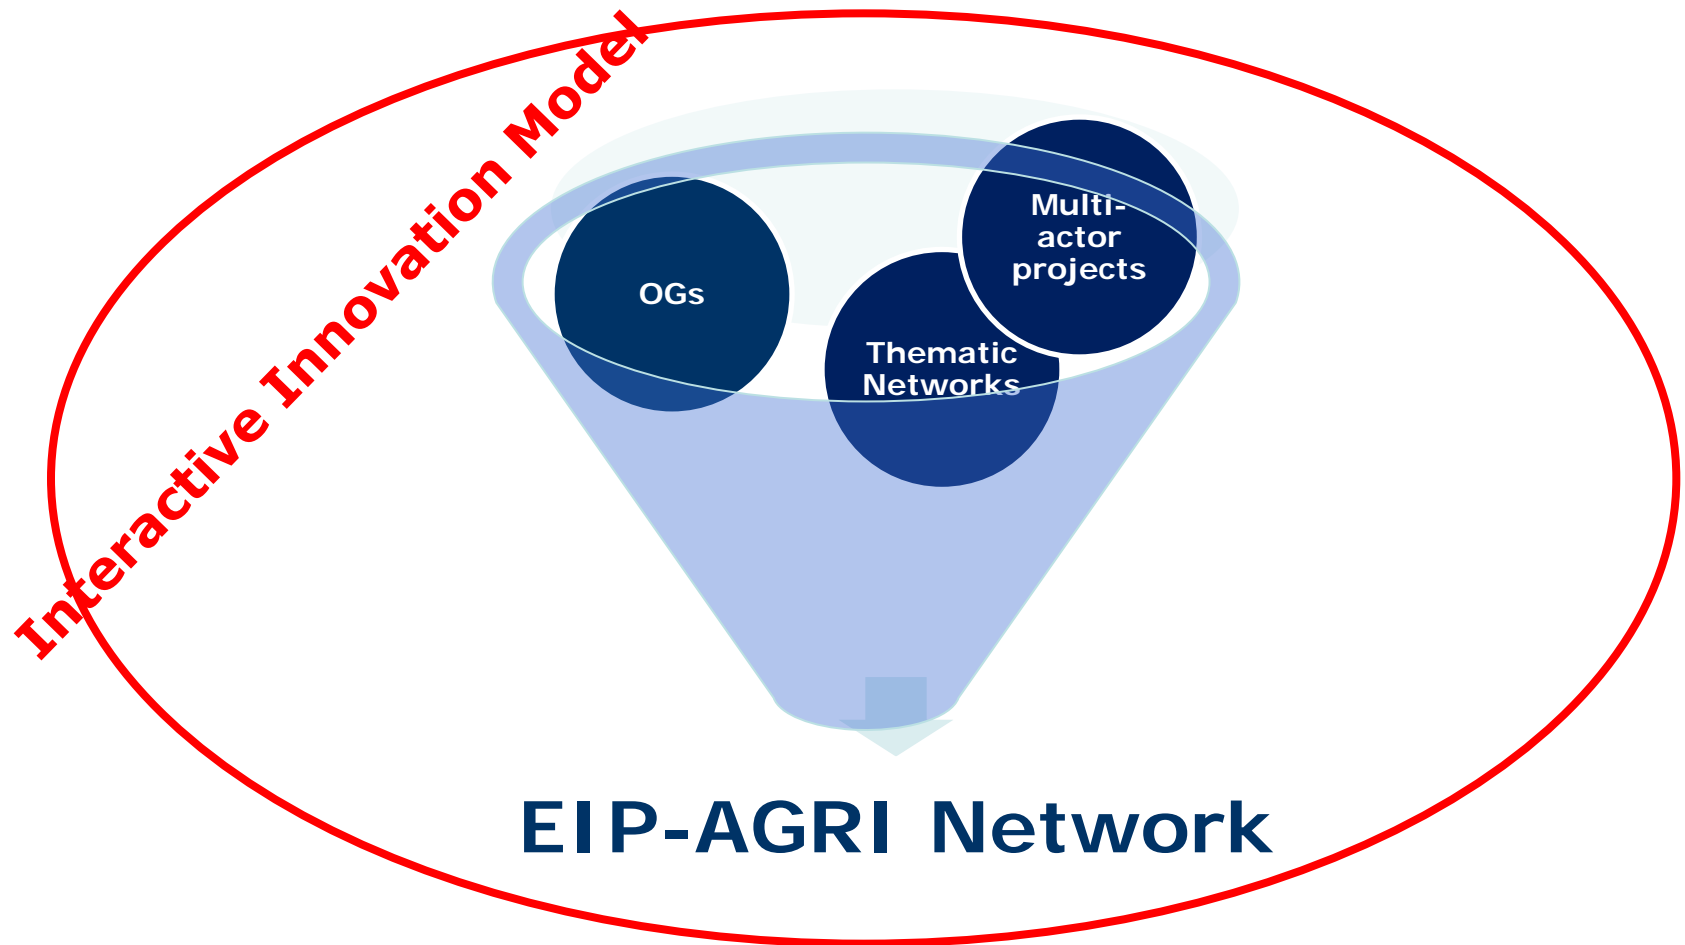 Interactive Innovation Model
Multi-
actor
projects
OGs
Thematic
Networks
EIP-AGRI Network